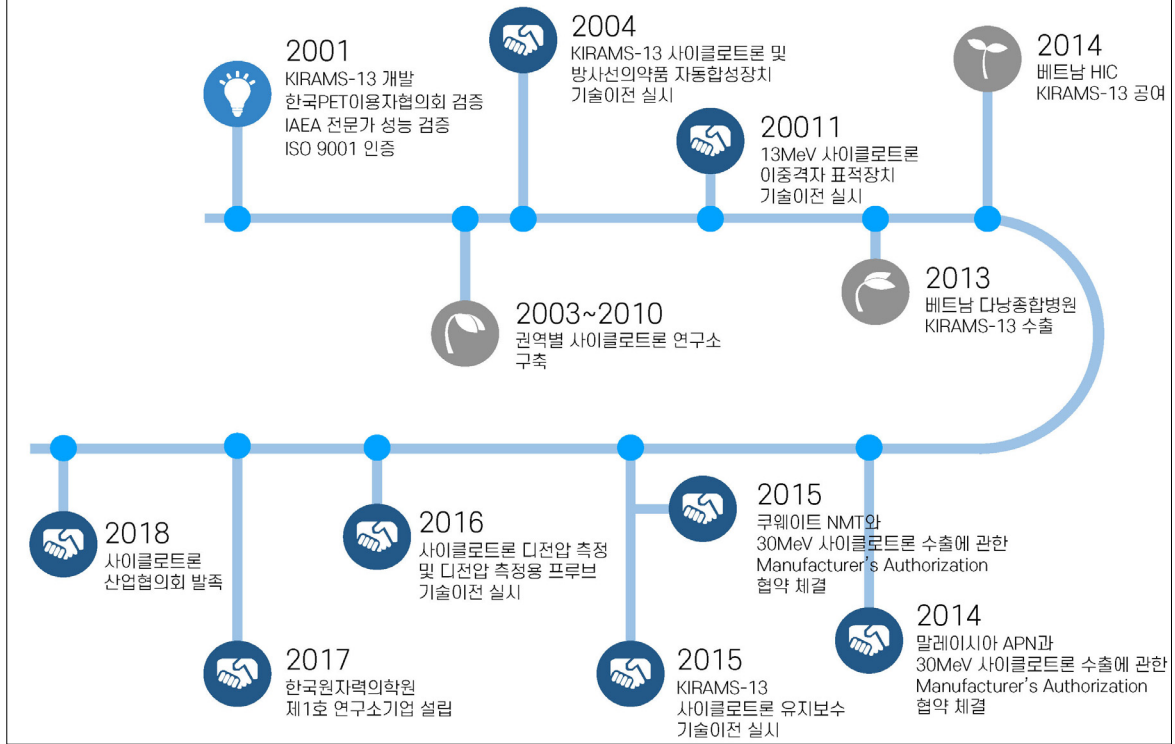 2001
KIRAMS-13 개발
한국PET이용자협의회 검증
IAEA 전문가 성능 검증
ISO 9001 인증
2003~2010
권역별 사이클로트론 연구소
구축
2004
KIRAMS-13 사이클로트론 및
방사선의약품 자동합성장치
기술이전 실시
20011
13MeV 사이클로트론
이중격자 표적장치
기술이전 실시
2013
베트남 다낭종합병원
KIRAMS-13 수출
2014
베트남 HIC
KIRAMS-13 공여
2014
말레이시아 APN과
30MeV 사이클로트론 수출에 관한
Manufacturer's Authorization
협약 체결
2015
쿠웨이트 NMT와
30MeV 사이클로트론 수출에 관한
Manufacturer's Authorization
협약 체결
2015
KIRAMS-13
사이클로트론 유지보수
기술이전 실시
2016
사이클로트론 디전압 측정
및 디전압 측정용 프루브
기술이전 실시
2017
한국원자력의학원
제1호 연구소기업 설립
2018
사이클로트론
산업협의회 발족